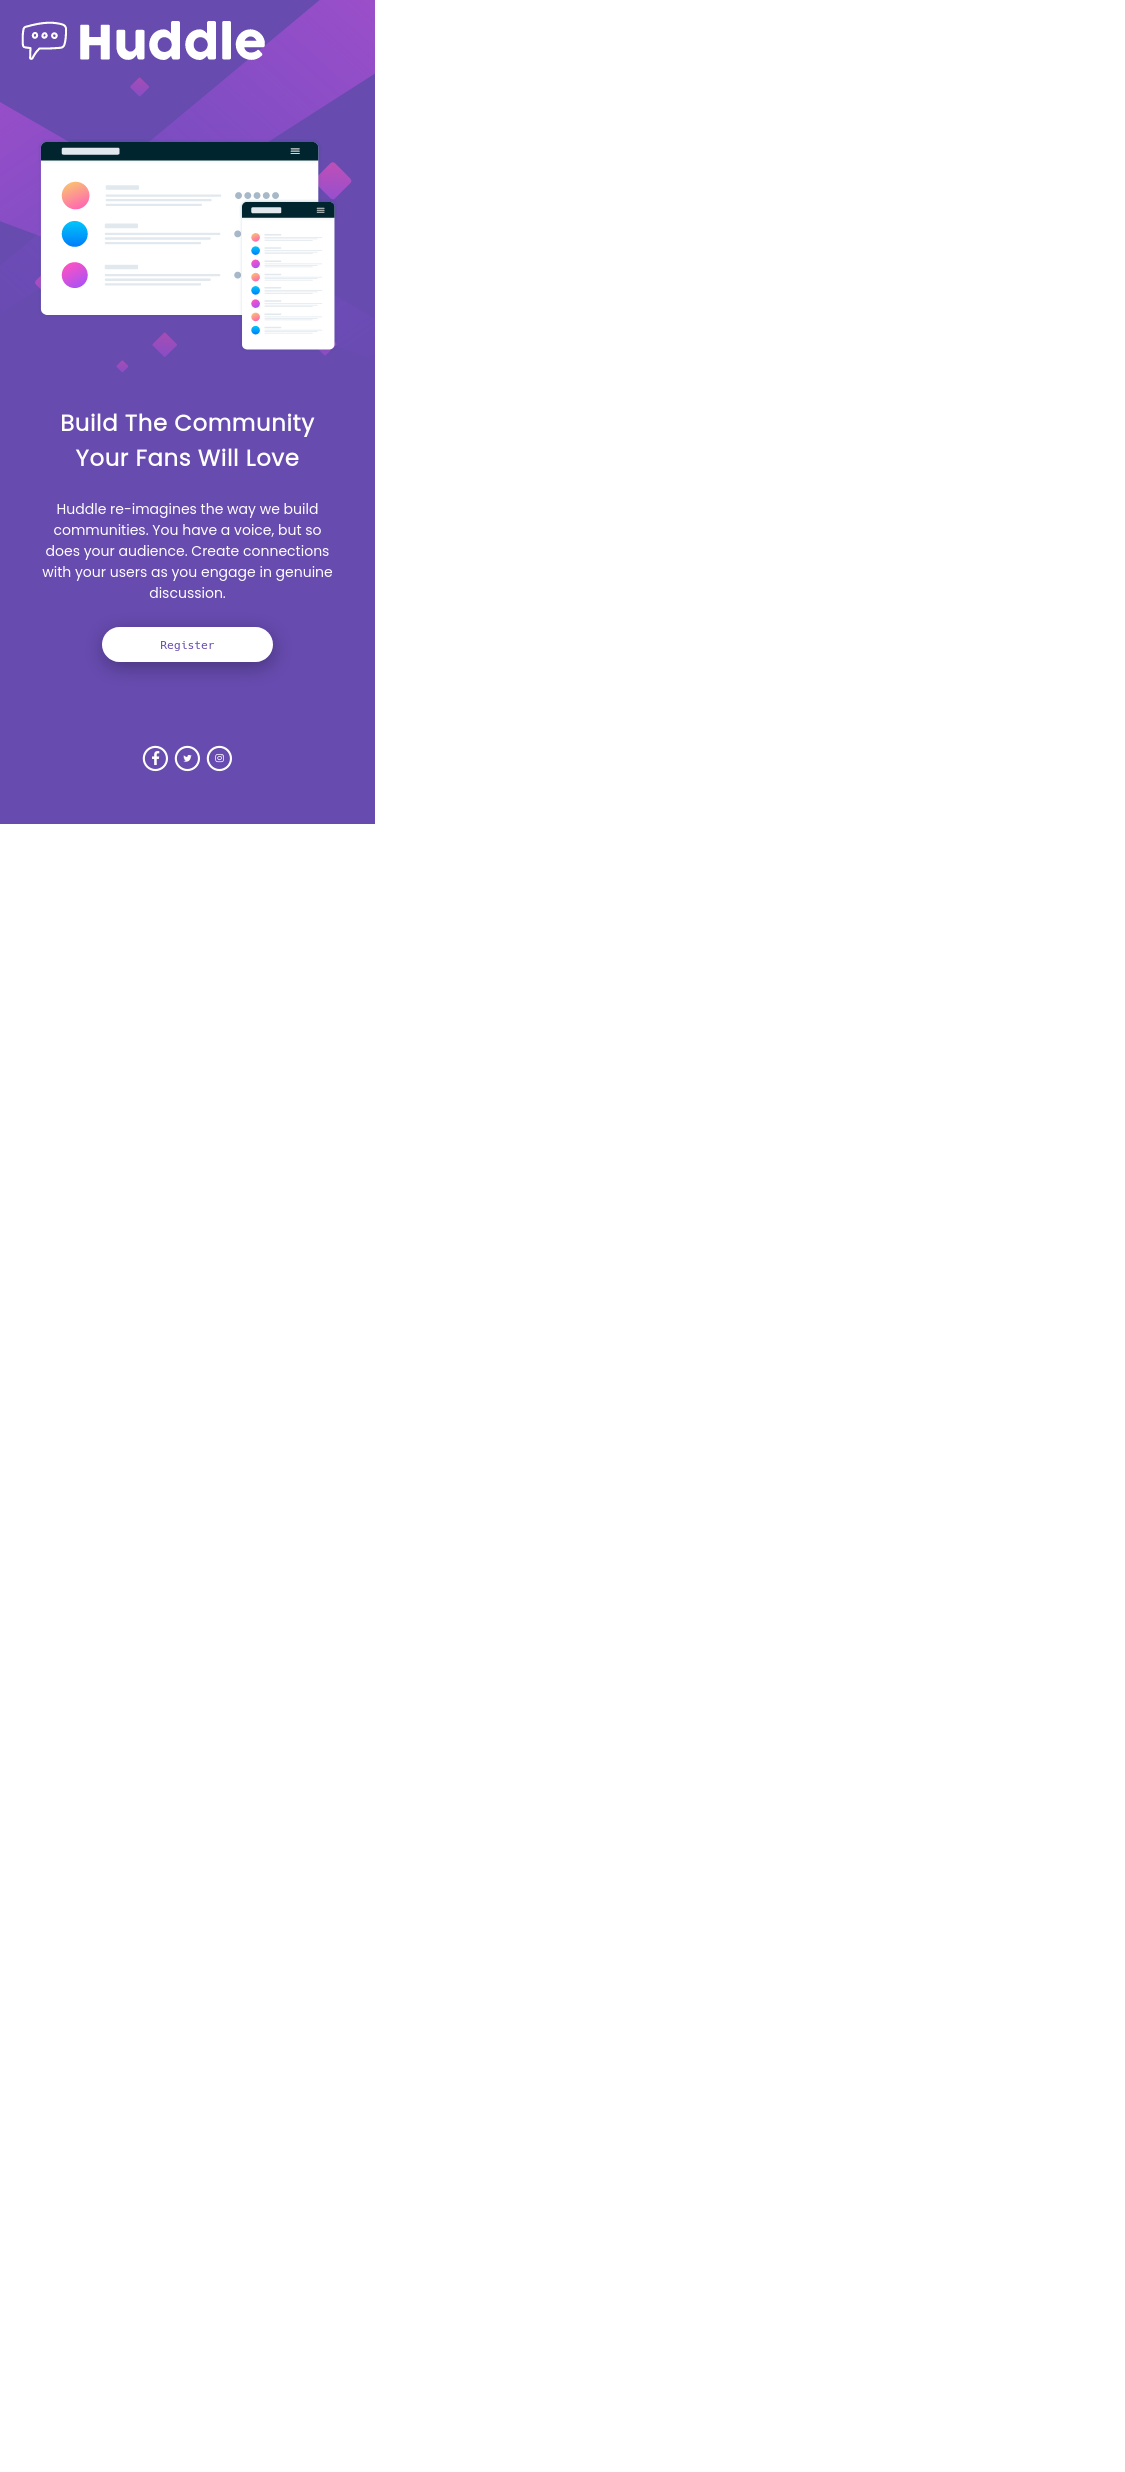 Huddle
Build The Community
Your Fans Will Love
Huddle re-imagines the way we build
communities. You have a voice, but so
does your audience. Create connections
with your users as you engage in genuine
discussion.
Register